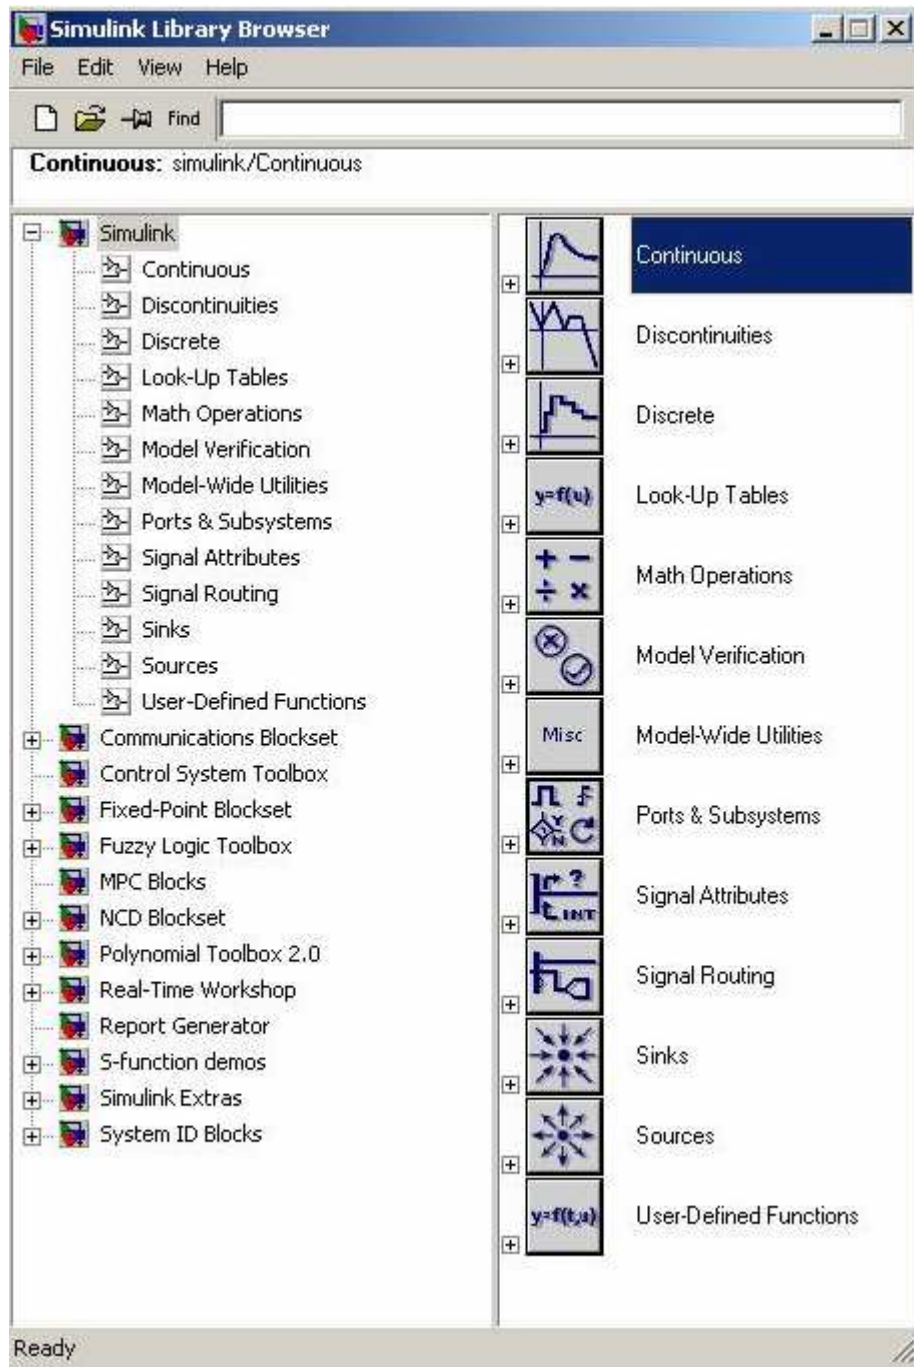 Simulink Library Browser
File Edit View Help
Find
Continuous: simulink/Continuous
Simulink
Continuous
Discontinuities
Discrete
Look-Up Tables
Math Operations
Model Verification
Model-Wide Utilities
Ports & Subsystems
Signal Attributes
Signal Routing
Sinks
Sources
User-Defined Functions
Communications Blockset
Control System Toolbox
Fixed-Point Blockset
Fuzzy Logic Toolbox
MPC Blocks
NCD Blockset
Polynomial Toolbox 2.0
Real-Time Workshop
Report Generator
S-function demos
Simulink Extras
System ID Blocks
Continuous
Discontinuities
Discrete
y=f(u) Look-Up Tables
+ − ÷ × Math Operations
Model Verification
Misc Model-Wide Utilities
Y N Ports & Subsystems
? t INT Signal Attributes
Signal Routing
Sinks
Sources
y=f(t,u) User-Defined Functions
Ready